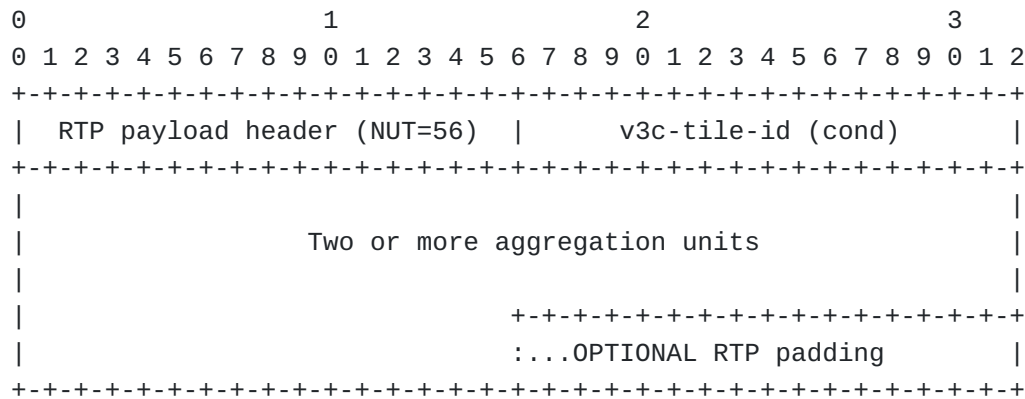 0                   1                   2                   3
0 1 2 3 4 5 6 7 8 9 0 1 2 3 4 5 6 7 8 9 0 1 2 3 4 5 6 7 8 9 0 1 2
+-+-+-+-+-+-+-+-+-+-+-+-+-+-+-+-+-+-+-+-+-+-+-+-+-+-+-+-+-+-+-+-+
|  RTP payload header (NUT=56)  |      v3c-tile-id (cond)       |
+-+-+-+-+-+-+-+-+-+-+-+-+-+-+-+-+-+-+-+-+-+-+-+-+-+-+-+-+-+-+-+-+
|                                                               |
|                  Two or more aggregation units                |
|                                                               |
|                               +-+-+-+-+-+-+-+-+-+-+-+-+-+-+-+-+
|                               :...OPTIONAL RTP padding        |
+-+-+-+-+-+-+-+-+-+-+-+-+-+-+-+-+-+-+-+-+-+-+-+-+-+-+-+-+-+-+-+-+